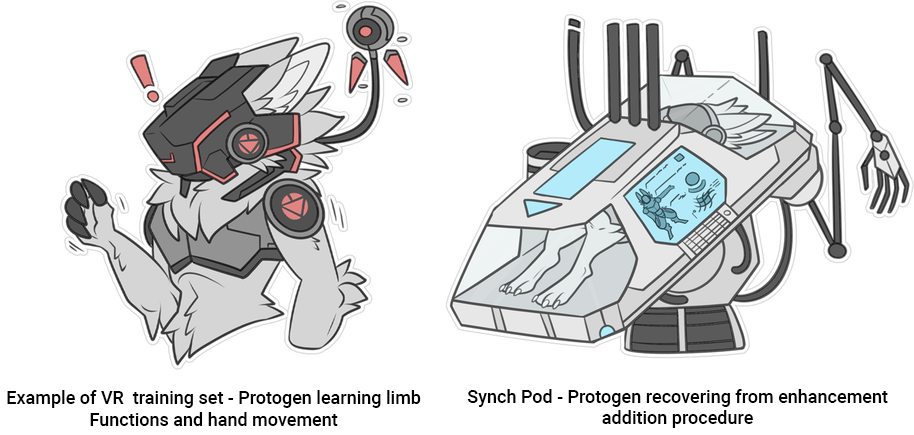 Example of VR training set - Protogen learning limb
Functions and hand movement
Synch Pod - Protogen recovering from enhancement
addition procedure